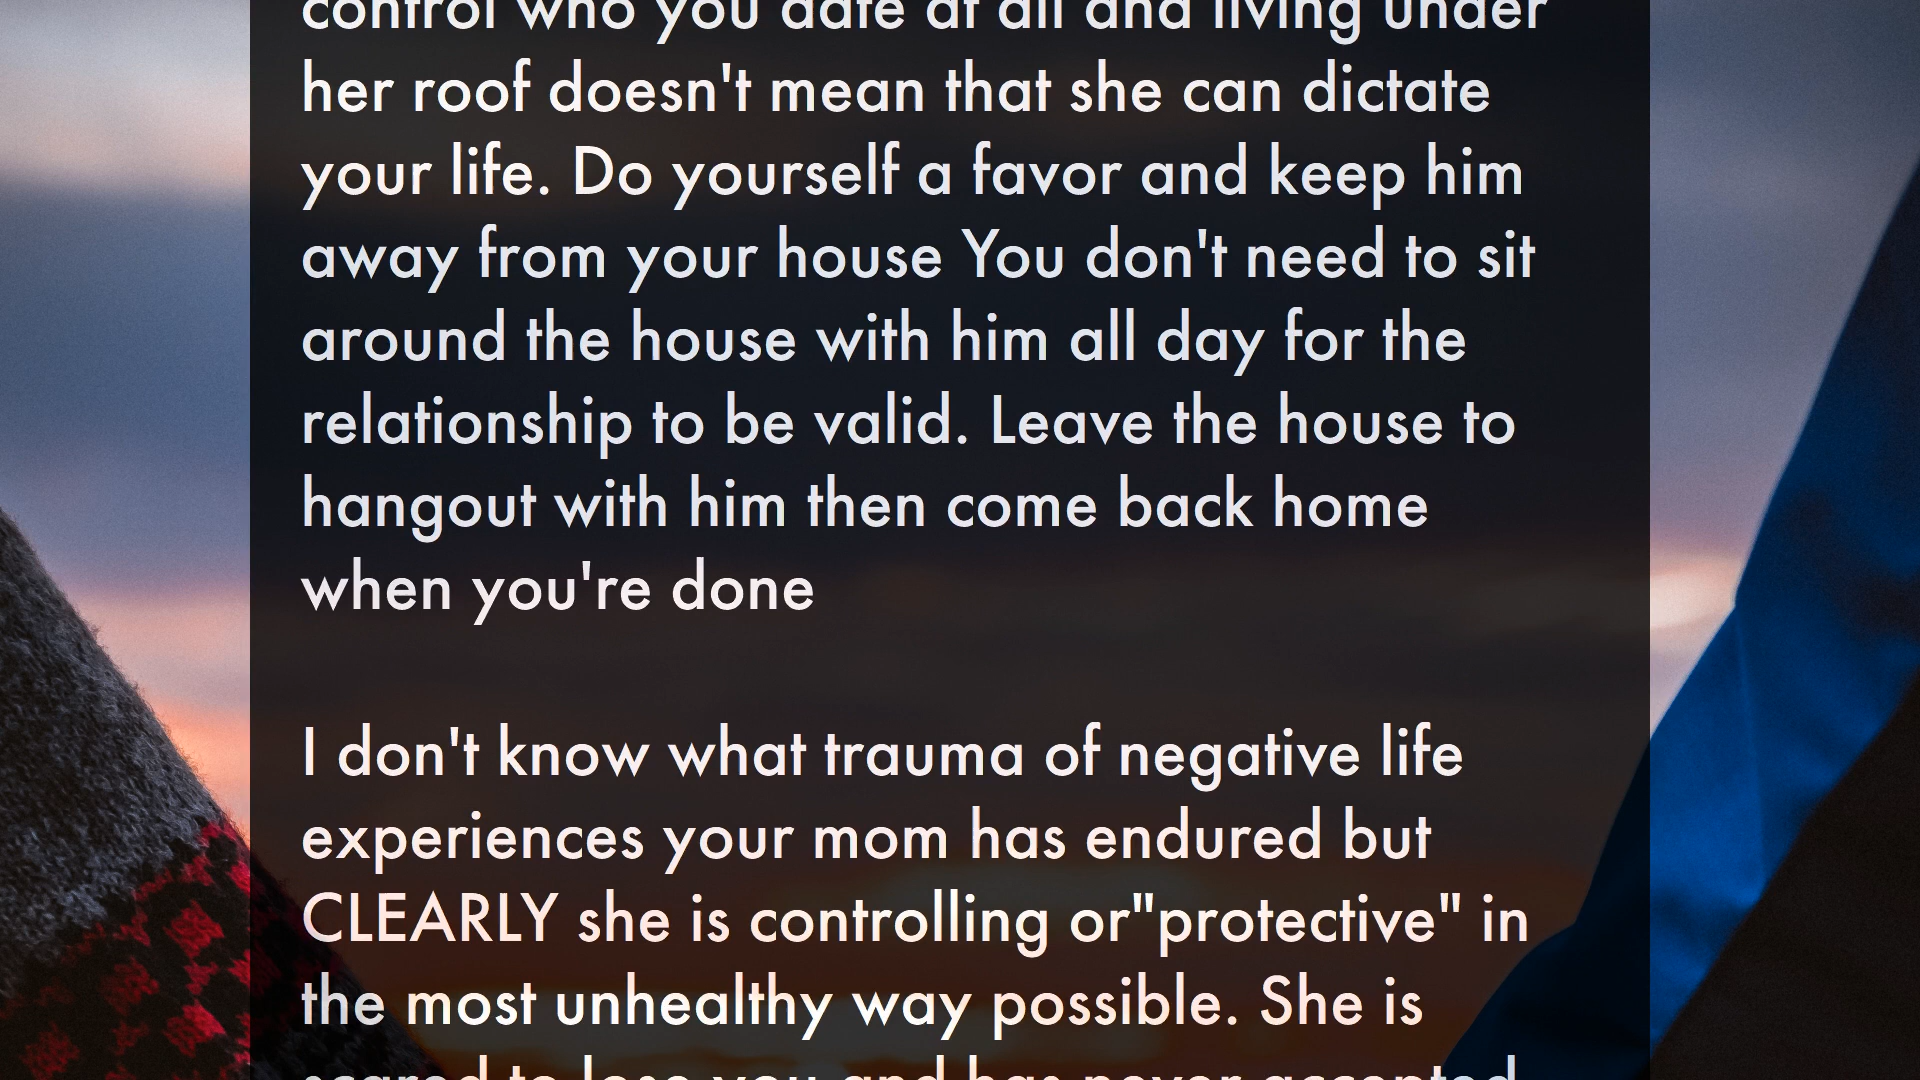 control who you date at all and living under
her roof doesn't mean that she can dictate
your life. Do yourself a favor and keep him
away from your house You don't need to sit
around the house with him all day for the
relationship to be valid. Leave the house to
hangout with him then come back home
when you're done
I don't know what trauma of negative life
experiences your mom has endured but
CLEARLY she is controlling or"protective" in
the most unhealthy way possible. She is
scared to lose you and has never accepted